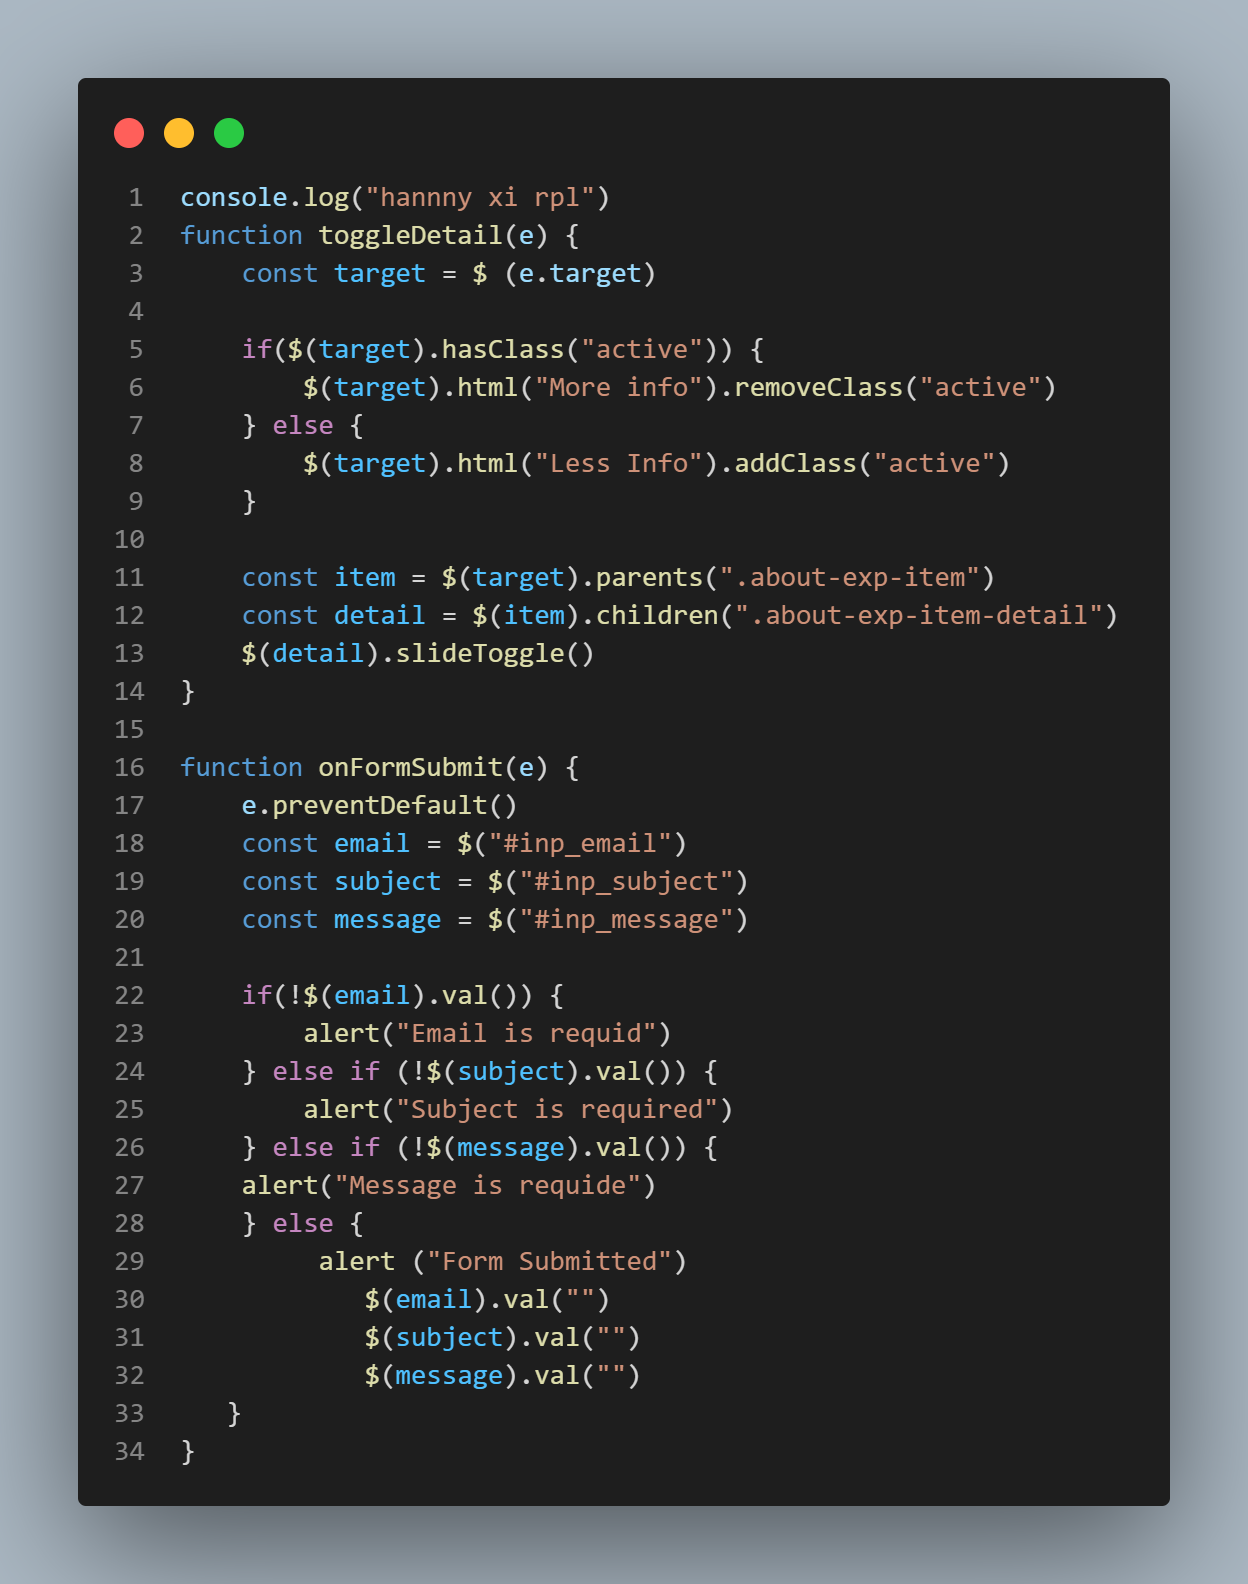 1 console.log("hannny xi rpl")
2 function toggleDetail(e) {
3     const target = $ (e.target)
4
5     if($(target).hasClass("active")) {
6         $(target).html("More info").removeClass("active")
7     } else {
8         $(target).html("Less Info").addClass("active")
9     }
10
11     const item = $(target).parents(".about-exp-item")
12     const detail = $(item).children(".about-exp-item-detail")
13     $(detail).slideToggle()
14 }
15
16 function onFormSubmit(e) {
17     e.preventDefault()
18     const email = $("#inp_email")
19     const subject = $("#inp_subject")
20     const message = $("#inp_message")
21
22     if(!$(email).val()) {
23         alert("Email is requid")
24     } else if (!$(subject).val()) {
25         alert("Subject is required")
26     } else if (!$(message).val()) {
27     alert("Message is requide")
28     } else {
29          alert ("Form Submitted")
30             $(email).val("")
31             $(subject).val("")
32             $(message).val("")
33    }
34 }